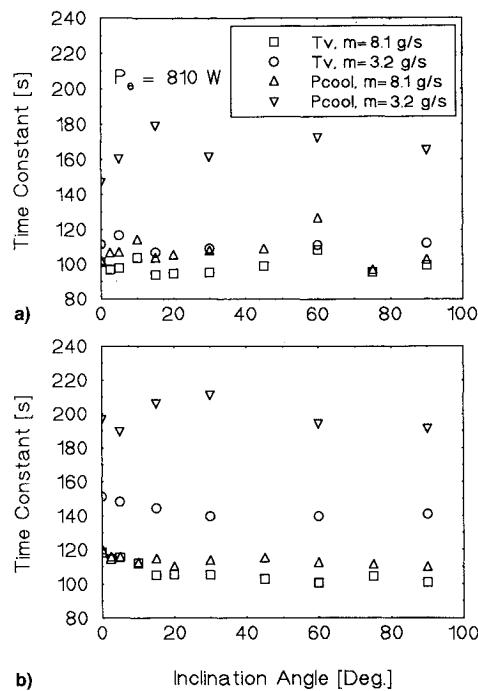 240
220
200
180
160
140
120
100
80
Time Constant [s]
P_e = 810 W
Tv, m=8.1 g/s
Tv, m=3.2 g/s
Pcool, m=8.1 g/s
Pcool, m=3.2 g/s
0 20 40 60 80 100
a)
240
220
200
180
160
140
120
100
80
Time Constant [s]
0 20 40 60 80 100
b) Inclination Angle [Deg.]